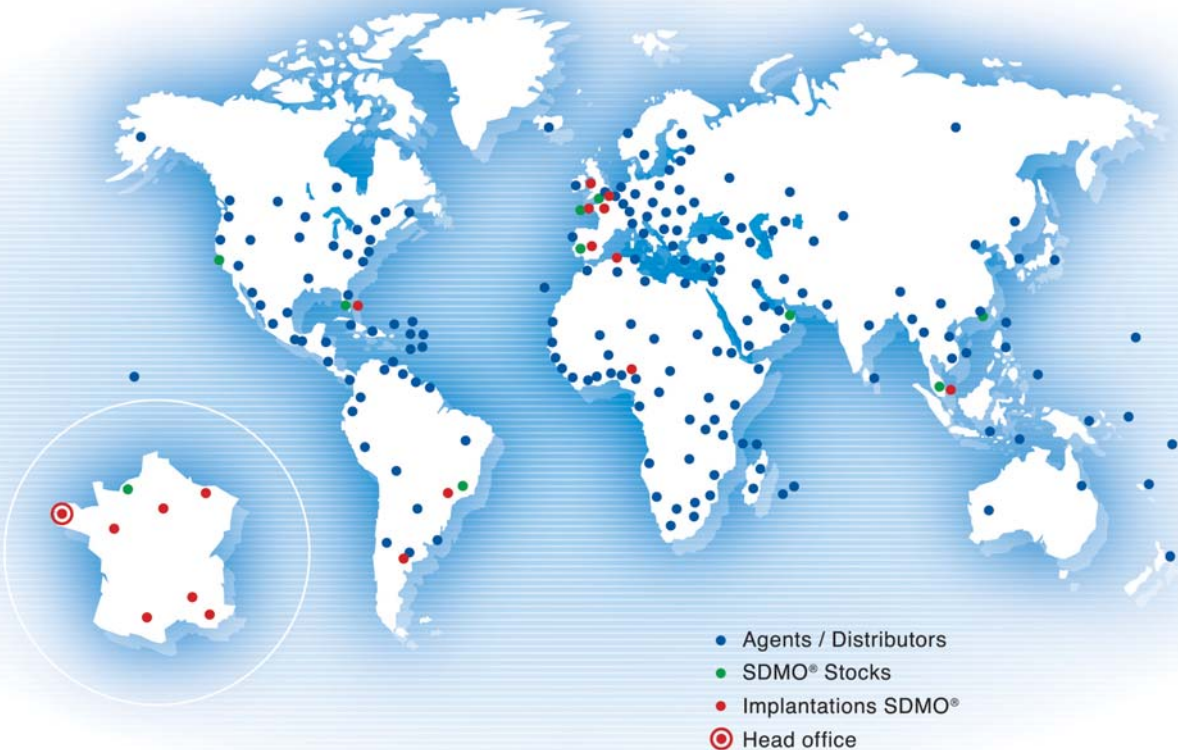 Agents / Distributors
SDMO® Stocks
Implantations SDMO®
Head office